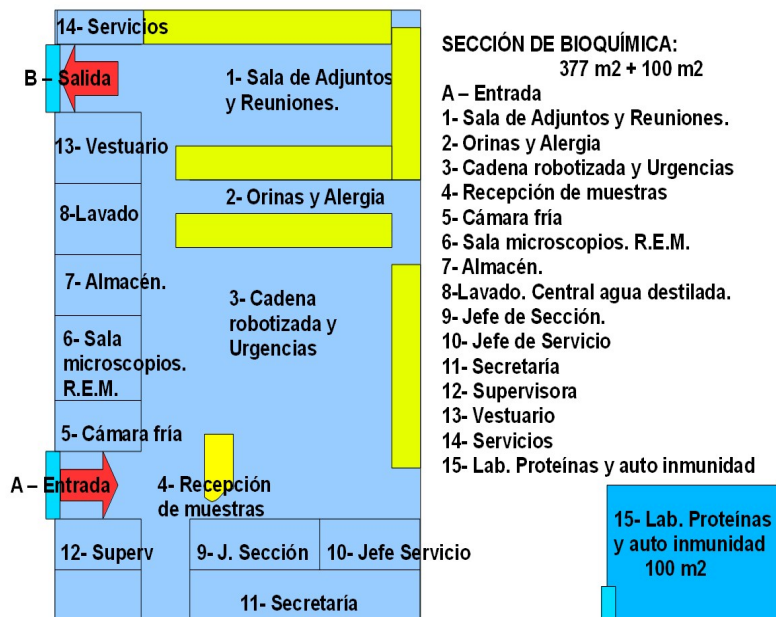 14- Servicios
B – Salida
1- Sala de Adjuntos
y Reuniones.
13- Vestuario
2- Orinas y Alergia
8-Lavado
7- Almacén.
3- Cadena
robotizada y
Urgencias
6- Sala
microscopios.
R.E.M.
5- Cámara fría
A – Entrada
4- Recepción
de muestras
12- Superv
9- J. Sección
10- Jefe Servicio
11- Secretaría
SECCIÓN DE BIOQUÍMICA:
377 m2 + 100 m2
A – Entrada
1- Sala de Adjuntos y Reuniones.
2- Orinas y Alergia
3- Cadena robotizada y Urgencias
4- Recepción de muestras
5- Cámara fría
6- Sala microscopios. R.E.M.
7- Almacén.
8-Lavado. Central agua destilada.
9- Jefe de Sección.
10- Jefe de Servicio
11- Secretaría
12- Supervisora
13- Vestuario
14- Servicios
15- Lab. Proteínas y auto inmunidad
15- Lab. Proteínas
y auto inmunidad
100 m2